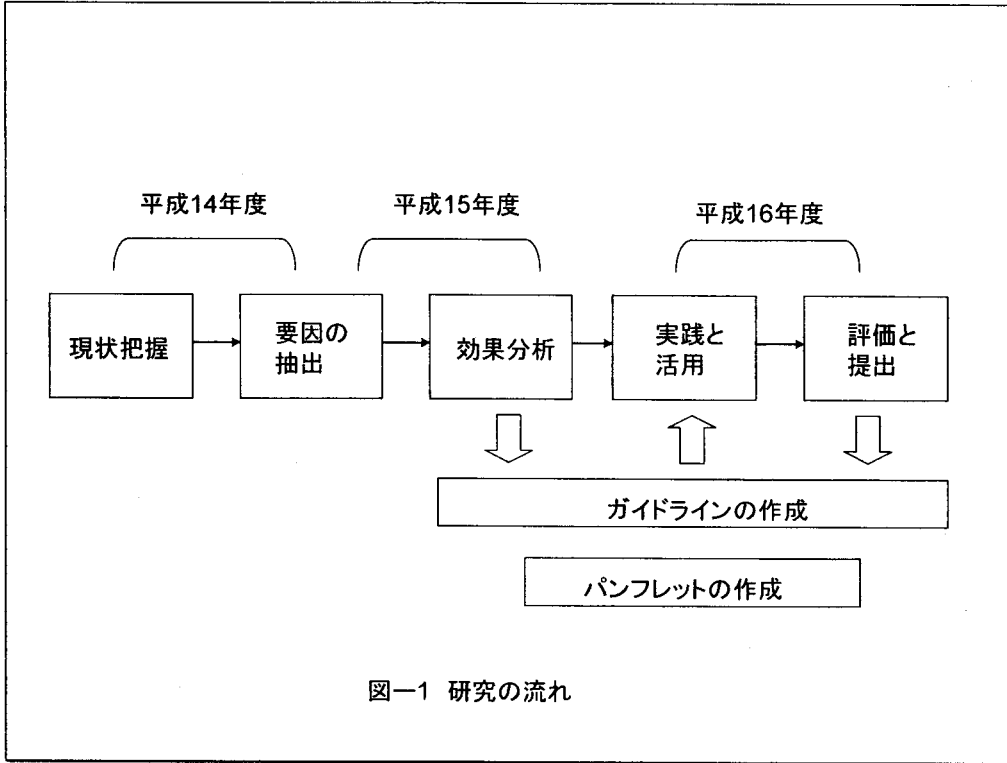 平成14年度
平成15年度
平成16年度
現状把握
要因の
抽出
効果分析
実践と
活用
評価と
提出
ガイドラインの作成
パンフレットの作成
図ー1 研究の流れ